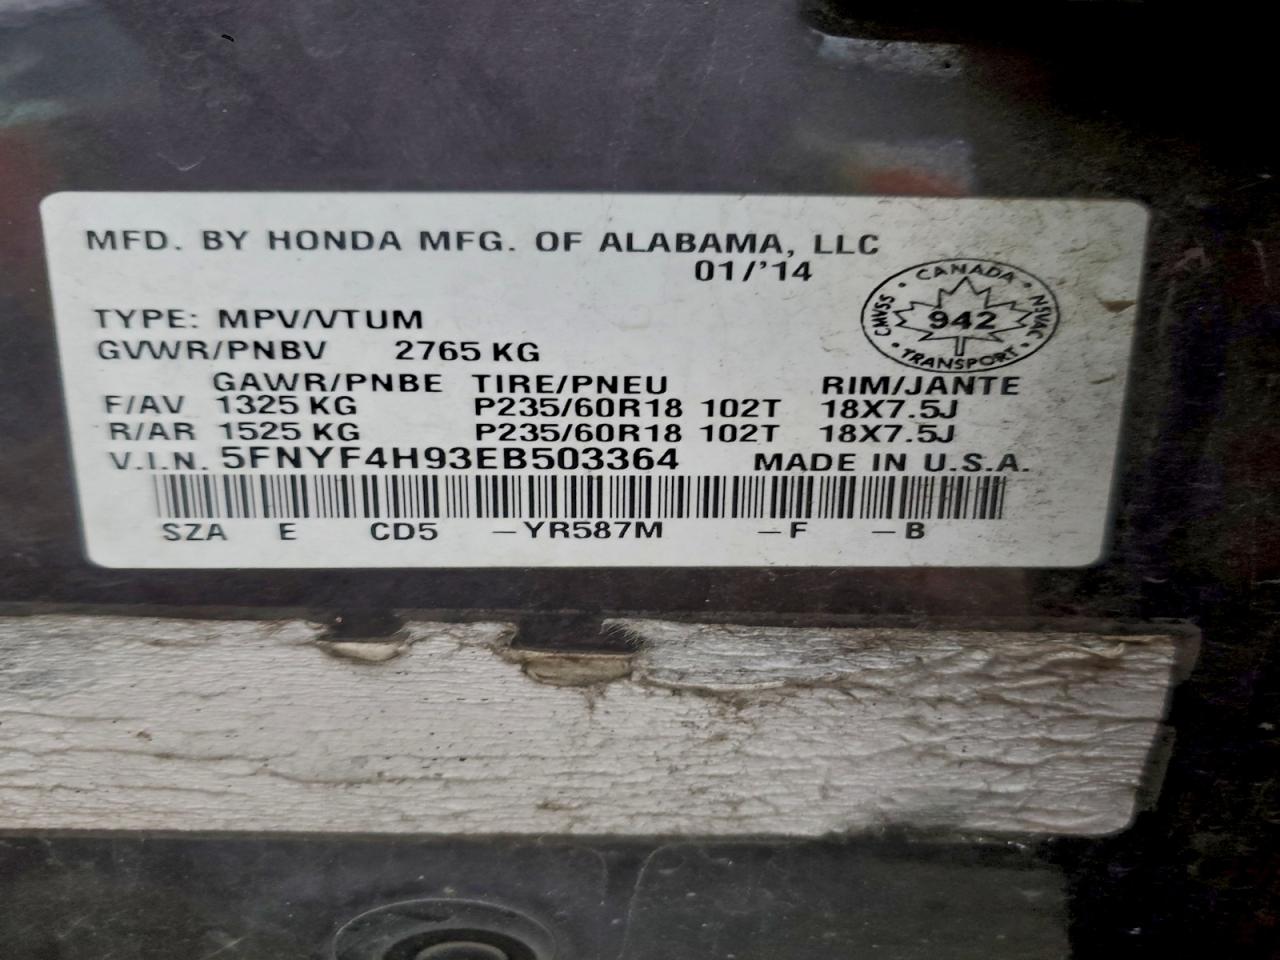 MFD. BY HONDA MFG. OF ALABAMA, LLC
01/'14
CANADA
CMVSS 942 NSVAC
TRANSPORT
TYPE: MPV/VTUM
GVWR/PNBV 2765 KG
GAWR/PNBE TIRE/PNEU RIM/JANTE
F/AV 1325 KG P235/60R18 102T 18X7.5J
R/AR 1525 KG P235/60R18 102T 18X7.5J
V.I.N. 5FNYF4H93EB503364 MADE IN U.S.A.
SZA E CD5 -YR587M -F -B